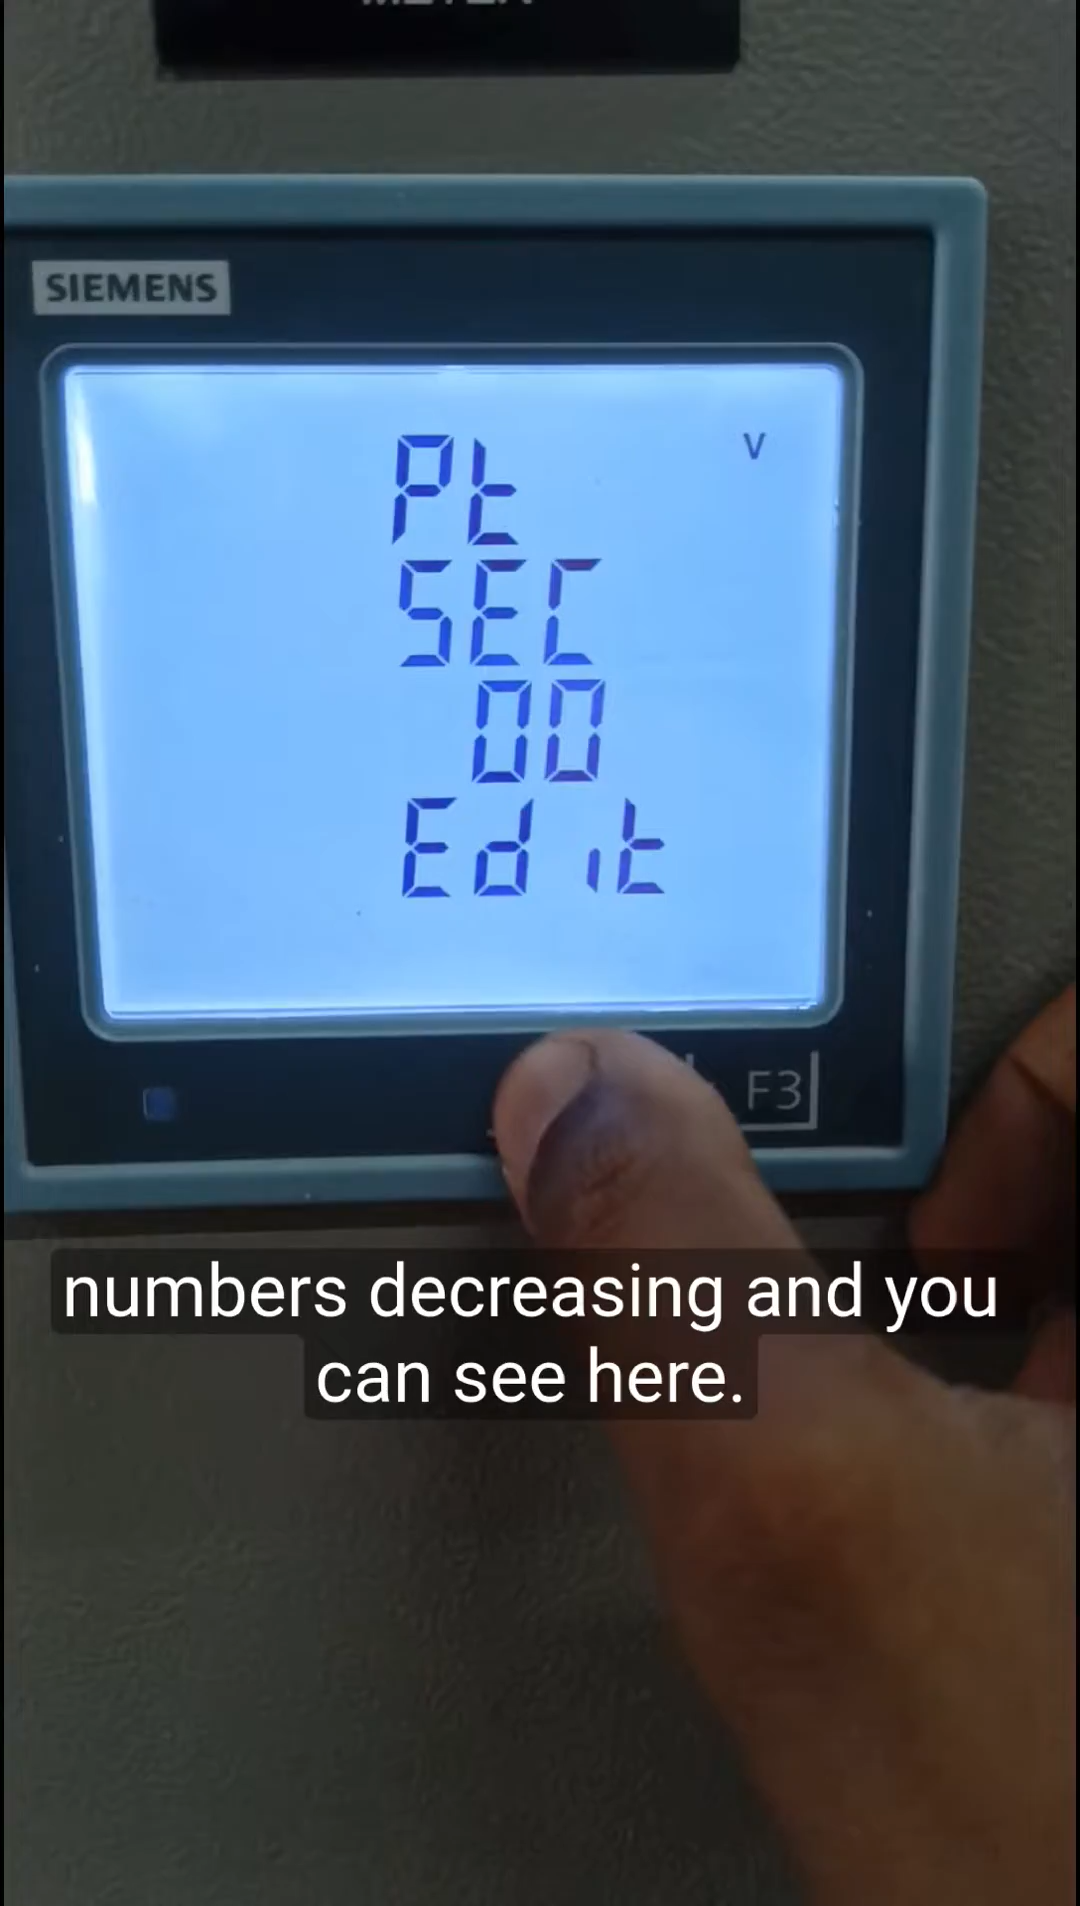 SIEMENS
V
Pt
SEC
00
Edit
F3
numbers decreasing and you
can see here.